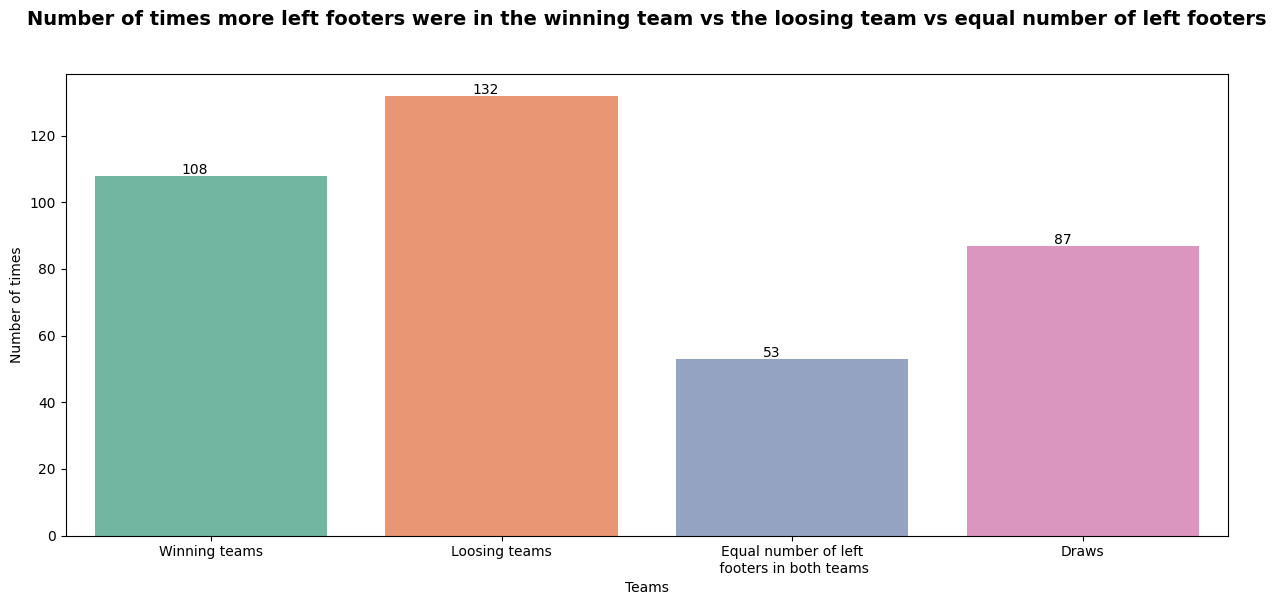 Number of times more left footers were in the winning team vs the loosing team vs equal number of left footers
132
108
87
53
120
100
80
60
40
20
0
Number of times
Winning teams
Loosing teams
Equal number of left
footers in both teams
Draws
Teams